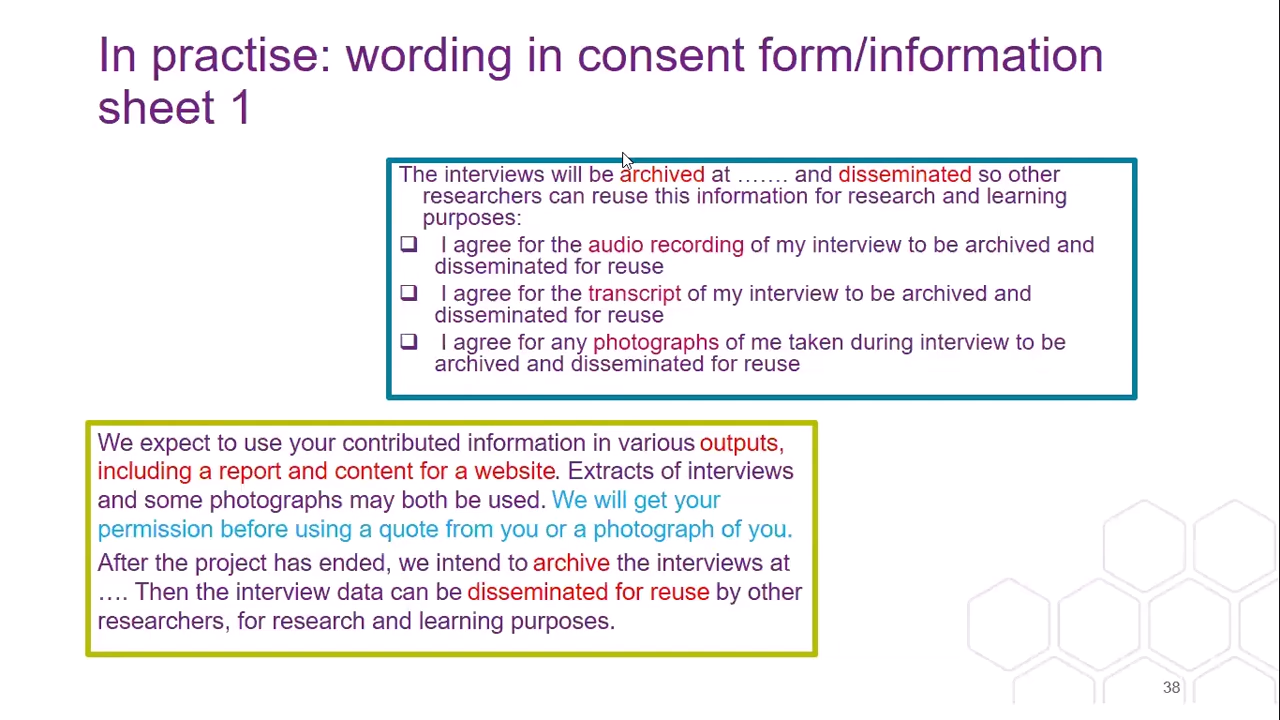 In practise: wording in consent form/information
sheet 1
The interviews will be archived at ……. and disseminated so other
researchers can reuse this information for research and learning
purposes:
❑ I agree for the audio recording of my interview to be archived and
disseminated for reuse
❑ I agree for the transcript of my interview to be archived and
disseminated for reuse
❑ I agree for any photographs of me taken during interview to be
archived and disseminated for reuse
We expect to use your contributed information in various outputs,
including a report and content for a website. Extracts of interviews
and some photographs may both be used. We will get your
permission before using a quote from you or a photograph of you.
After the project has ended, we intend to archive the interviews at
…. Then the interview data can be disseminated for reuse by other
researchers, for research and learning purposes.
38